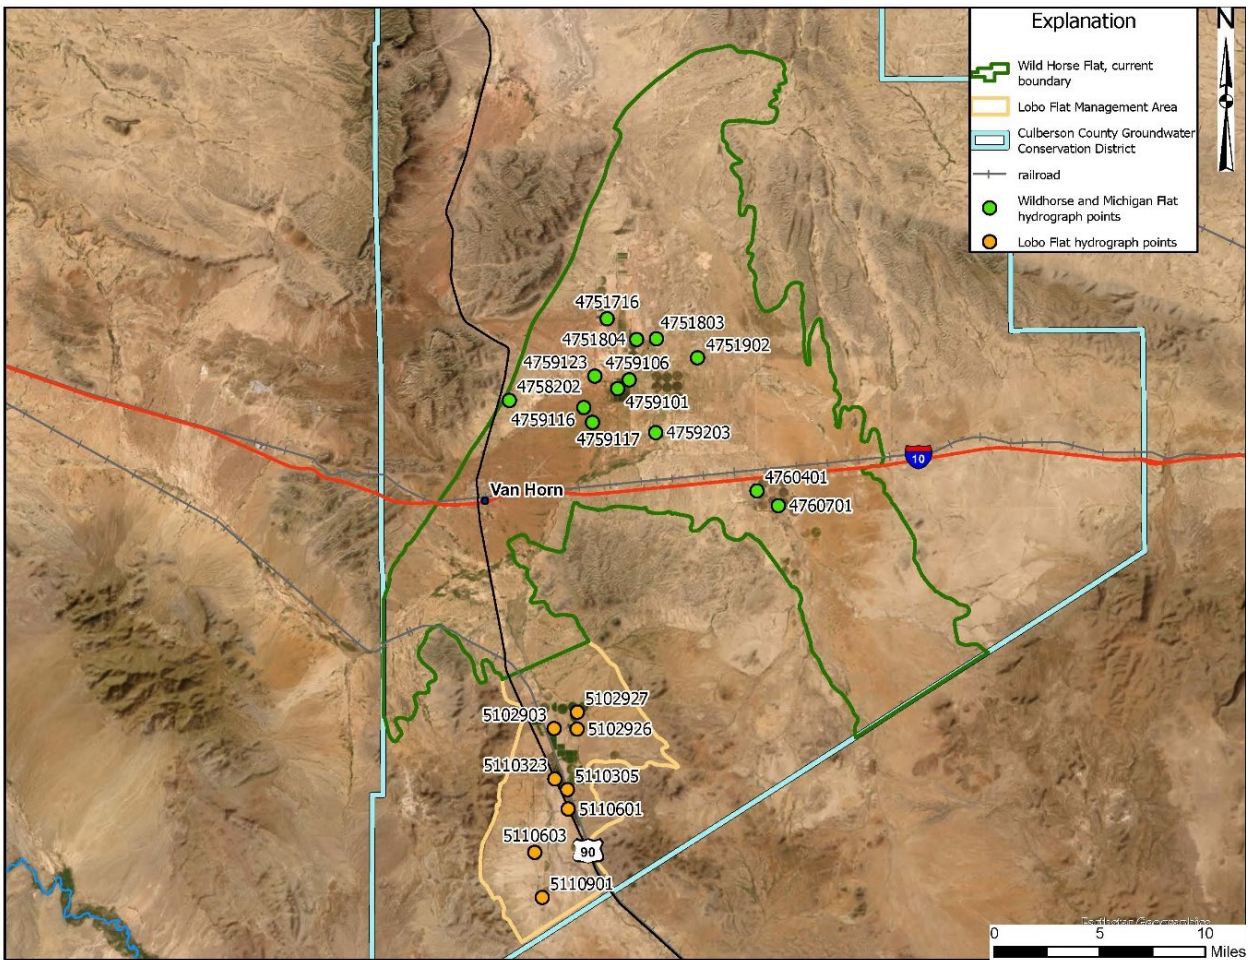 Explanation
Wild Horse Flat, current
boundary
Lobo Flat Management Area
Culberson County Groundwater
Conservation District
railroad
Wildhorse and Michigan Flat
hydrograph points
Lobo Flat hydrograph points
N
4751716
4751803
4751804
4751902
4759123
4759106
4758202
4759101
4759116
4759117
4759203
10
4760401
Van Horn
4760701
5102927
5102903
5102926
5110323
5110305
5110601
5110603
90
5110901
0 5 10
Miles